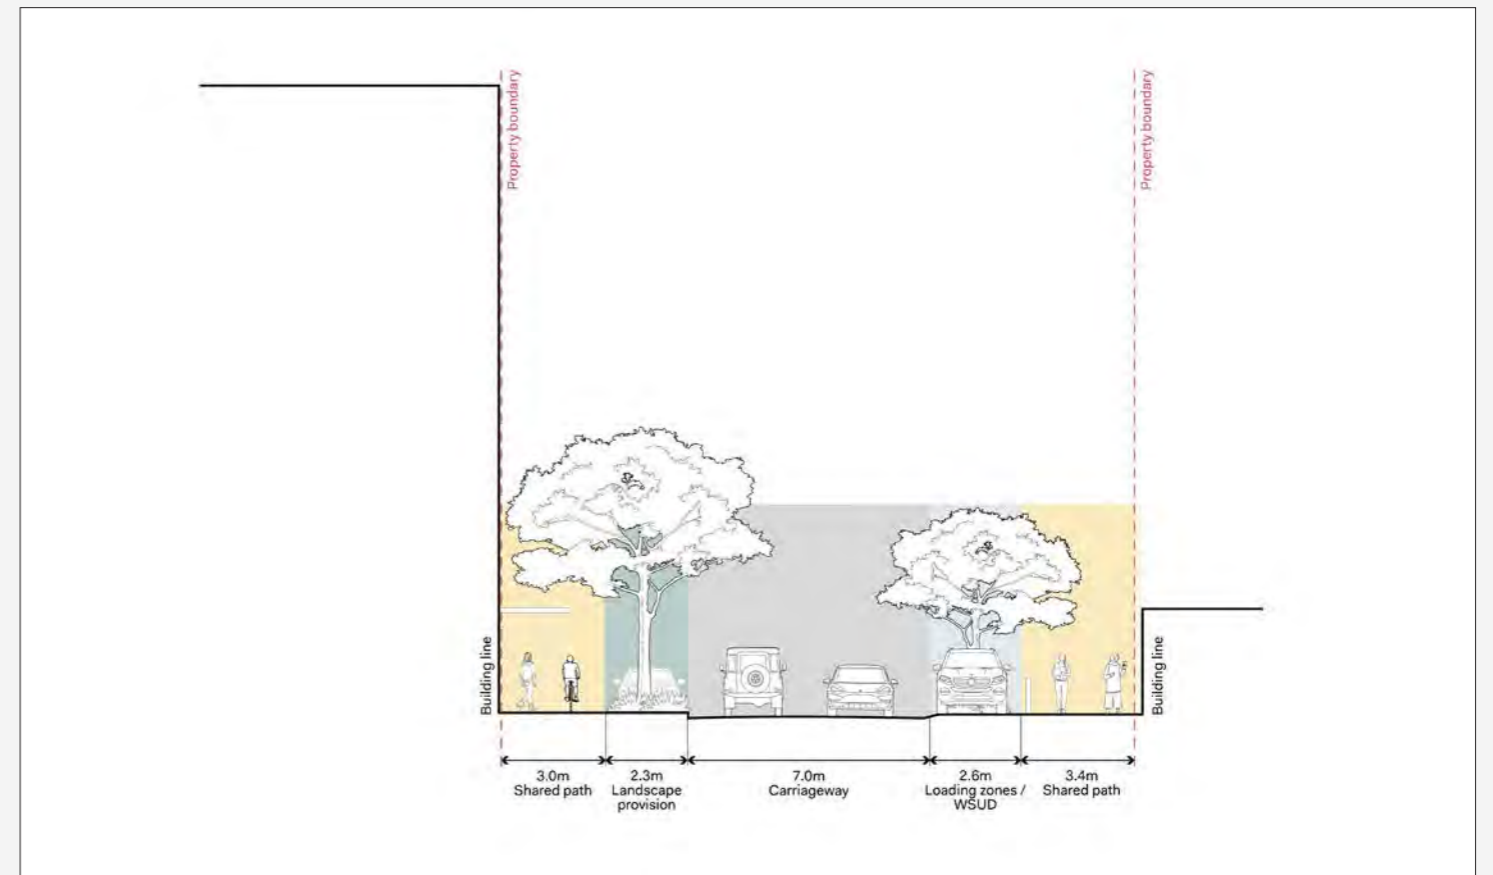 Property boundary
Property boundary
Building line
Building line
3.0m
Shared path
2.3m
Landscape
provision
7.0m
Carriageway
2.6m
Loading zones /
WSUD
3.4m
Shared path